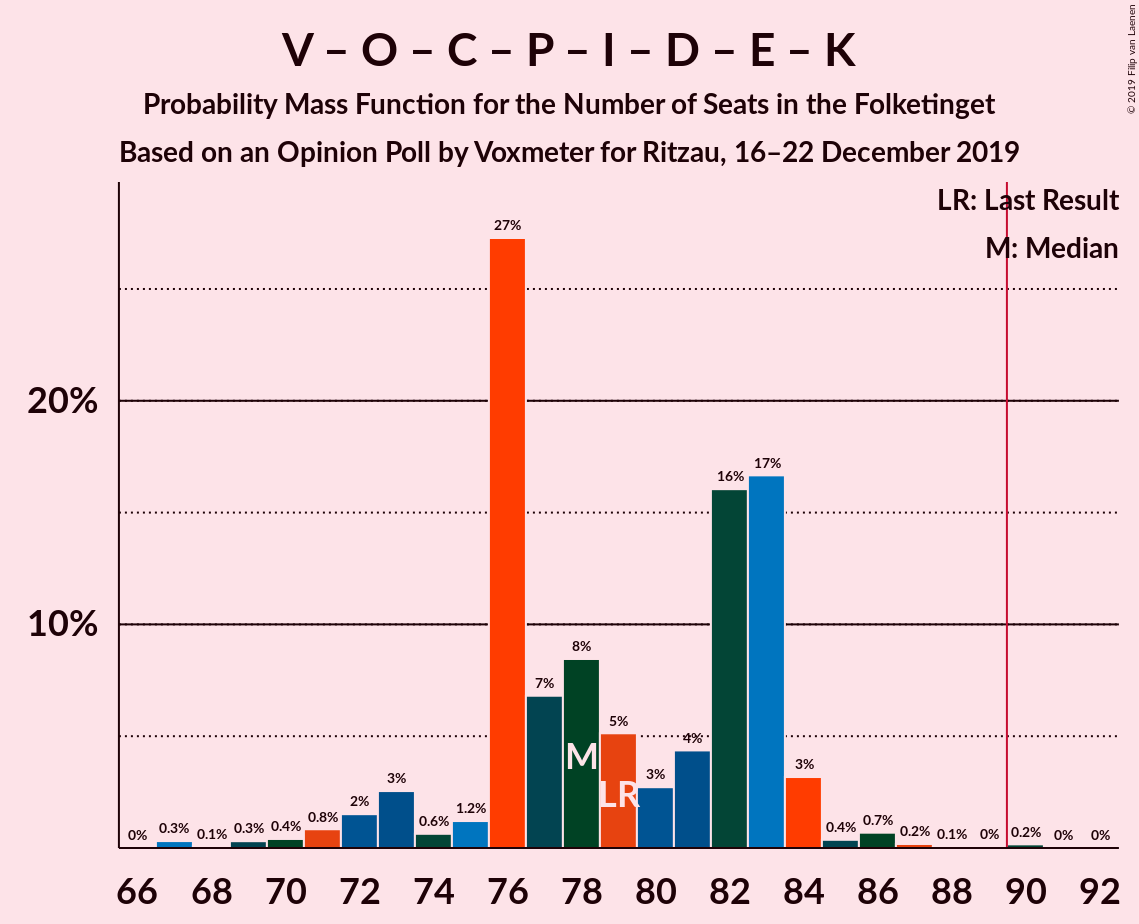 V – O – C – P – I – D – E – K
Probability Mass Function for the Number of Seats in the Folketinget
Based on an Opinion Poll by Voxmeter for Ritzau, 16–22 December 2019
© 2019 Filip van Laenen
LR: Last Result
M: Median
27%
20%
17%
16%
10%
8%
7%
5%
4%
M
3%
3%
3%
LR
2%
1.2%
0% 0.3% 0.1% 0.3% 0.4% 0.8% 0.6% 0.4% 0.7% 0.2% 0.1% 0% 0.2% 0% 0%
66 68 70 72 74 76 78 80 82 84 86 88 90 92